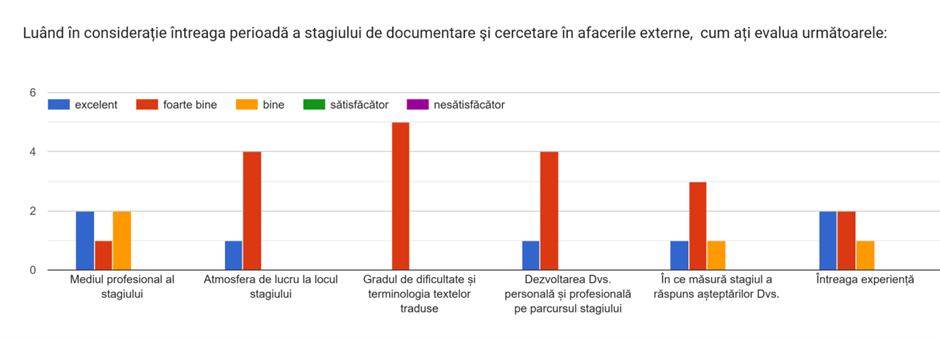 Luând în considerație întreaga perioadă a stagiului de documentare şi cercetare în afacerile externe, cum ați evalua următoarele:
6
excelent foarte bine bine sătisfăcător nesătisfăcător
4
2
0
Mediul profesional al
stagiului
Atmosfera de lucru la locul
stagiului
Gradul de dificultate și
terminologia textelor
traduse
Dezvoltarea Dvs.
personală și profesională
pe parcursul stagiului
În ce măsură stagiul a
răspuns așteptărilor Dvs.
Întreaga experiență